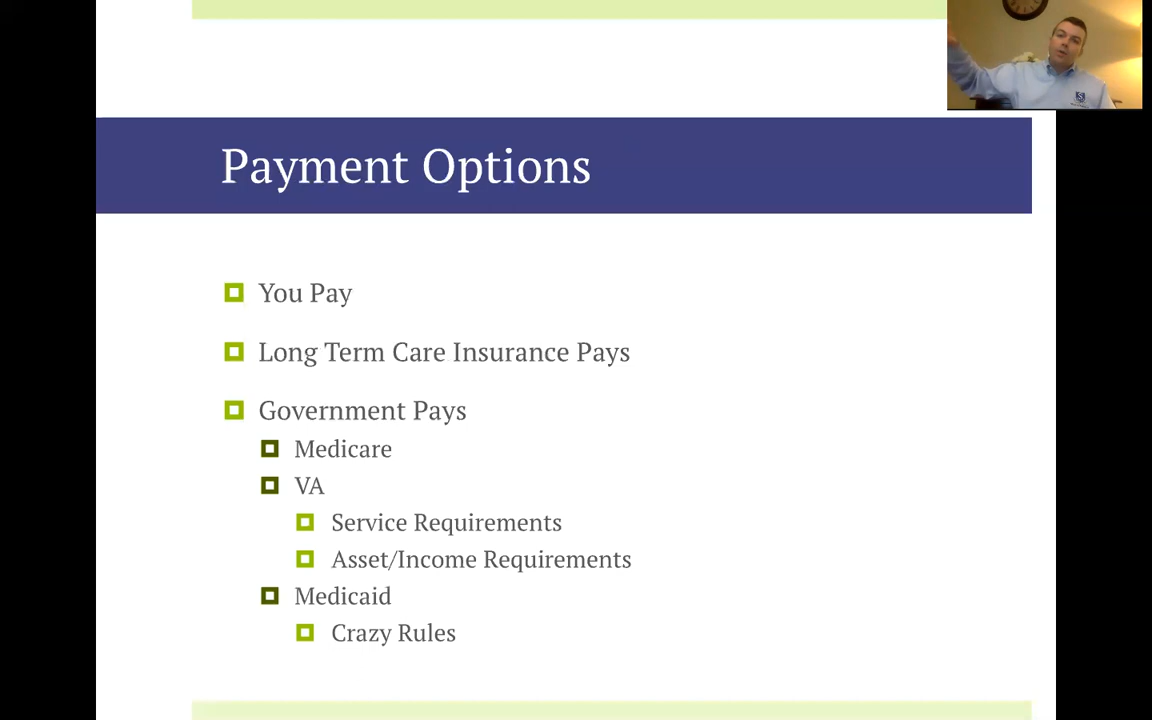 Payment Options
You Pay
Long Term Care Insurance Pays
Government Pays
Medicare
VA
Service Requirements
Asset/Income Requirements
Medicaid
Crazy Rules